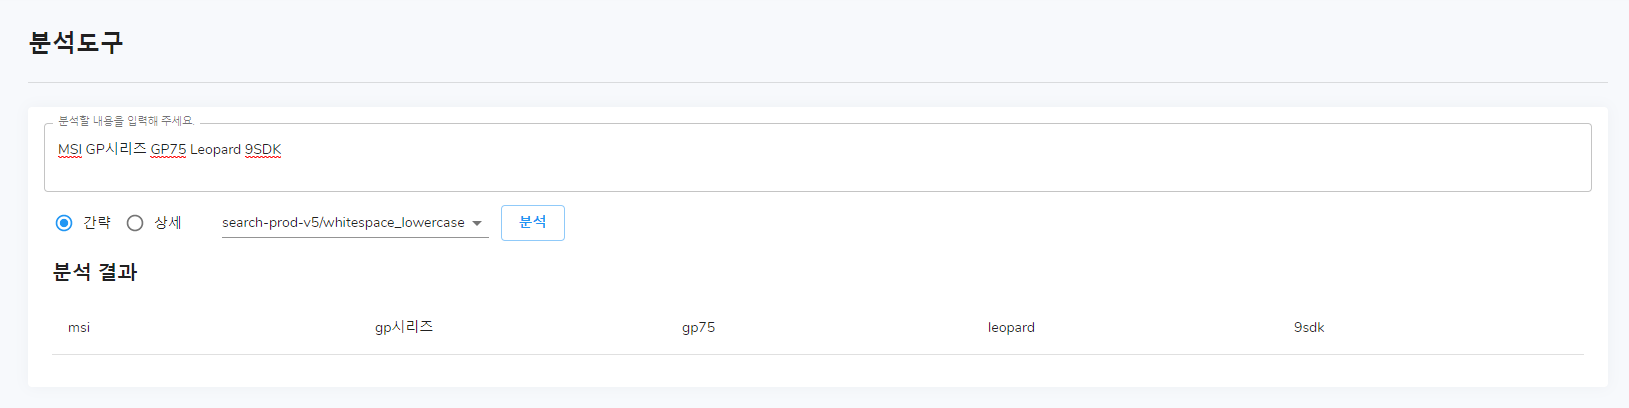 분석도구
분석할 내용을 입력해 주세요.
MSI GP시리즈 GP75 Leopard 9SDK
간략 상세 search-prod-v5/whitespace_lowercase 분석
분석 결과
msi gp시리즈 gp75 leopard 9sdk